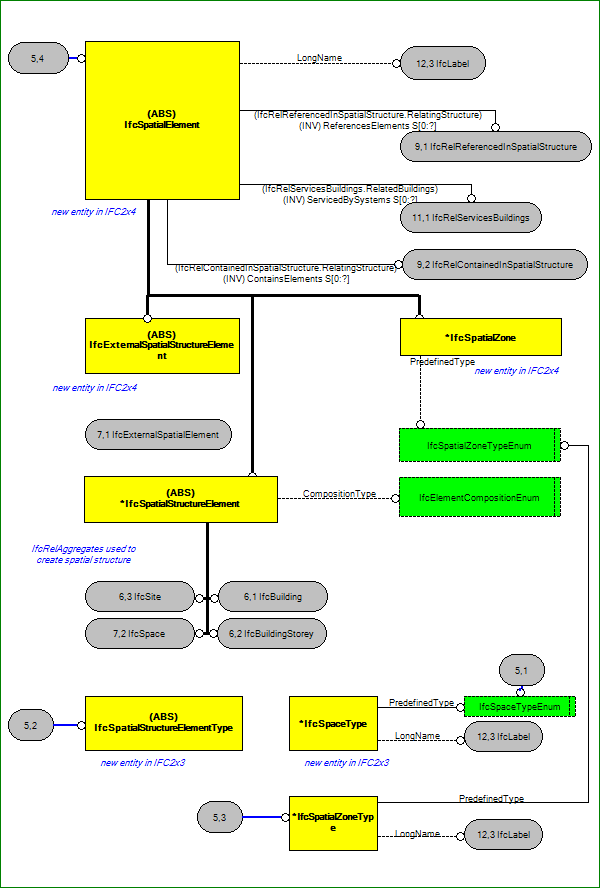 5,4
(ABS)
IfcSpatialElement
LongName
12,3 IfcLabel
(IfcRelReferencedInSpatialStructure.RelatingStructure)
(INV) ReferencesElements S[0:?]
9,1 IfcRelReferencedInSpatialStructure
(IfcRelServicesBuildings.RelatedBuildings)
(INV) ServicedBySystems S[0:?]
11,1 IfcRelServicesBuildings
new entity in IFC2x4
(IfcRelContainedInSpatialStructure.RelatingStructure)
(INV) ContainsElements S[0:?]
9,2 IfcRelContainedInSpatialStructure
(ABS)
IfcExternalSpatialStructureEleme
nt
*IfcSpatialZone
PredefinedType
new entity in IFC2x4
new entity in IFC2x4
7,1 IfcExternalSpatialElement
IfcSpatialZoneTypeEnum
(ABS)
*IfcSpatialStructureElement
CompositionType
IfcElementCompositionEnum
IfcRelAggregates used to
create spatial structure
6,3 IfcSite
6,1 IfcBuilding
7,2 IfcSpace
6,2 IfcBuildingStorey
5,1
5,2
(ABS)
IfcSpatialStructureElementType
new entity in IFC2x3
*IfcSpaceType
PredefinedType
IfcSpaceTypeEnum
LongName
12,3 IfcLabel
new entity in IFC2x3
5,3
*IfcSpatialZoneTyp
e
PredefinedType
LongName
12,3 IfcLabel